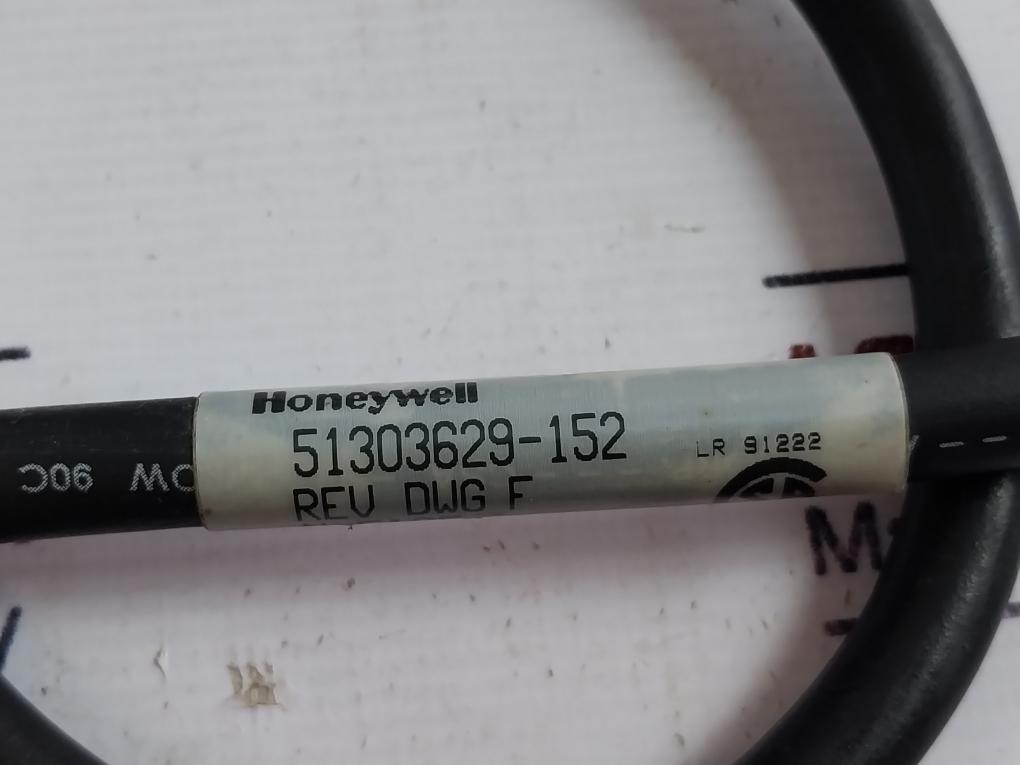 Honeywell
51303629-152
REV DWG F
LR 91222
90C